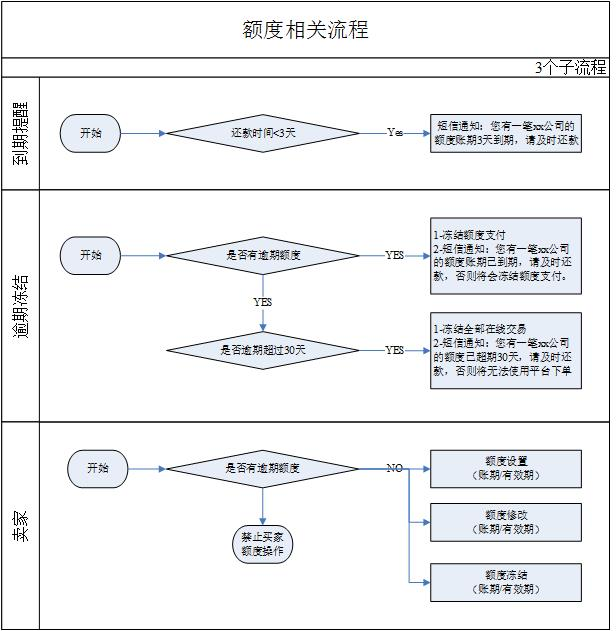 额度相关流程
3个子流程
到期提醒
开始
还款时间<3天
Yes
短信通知：您有一笔xx公司的
额度账期3天到期，请及时还款
逾期冻结
开始
是否有逾期额度
YES
1-冻结额度支付
2-短信通知：您有一笔xx公司
的额度账期已到期，请及时还
款，否则将会冻结额度支付。
YES
是否逾期超过30天
YES
1-冻结全部在线交易
2-短信通知：您有一笔xx公司
的额度已超期30天，请及时还
款，否则将无法使用平台下单
卖家
开始
是否有逾期额度
NO
额度设置
（账期/有效期）
额度修改
（账期/有效期）
禁止买家
额度操作
额度冻结
（账期/有效期）